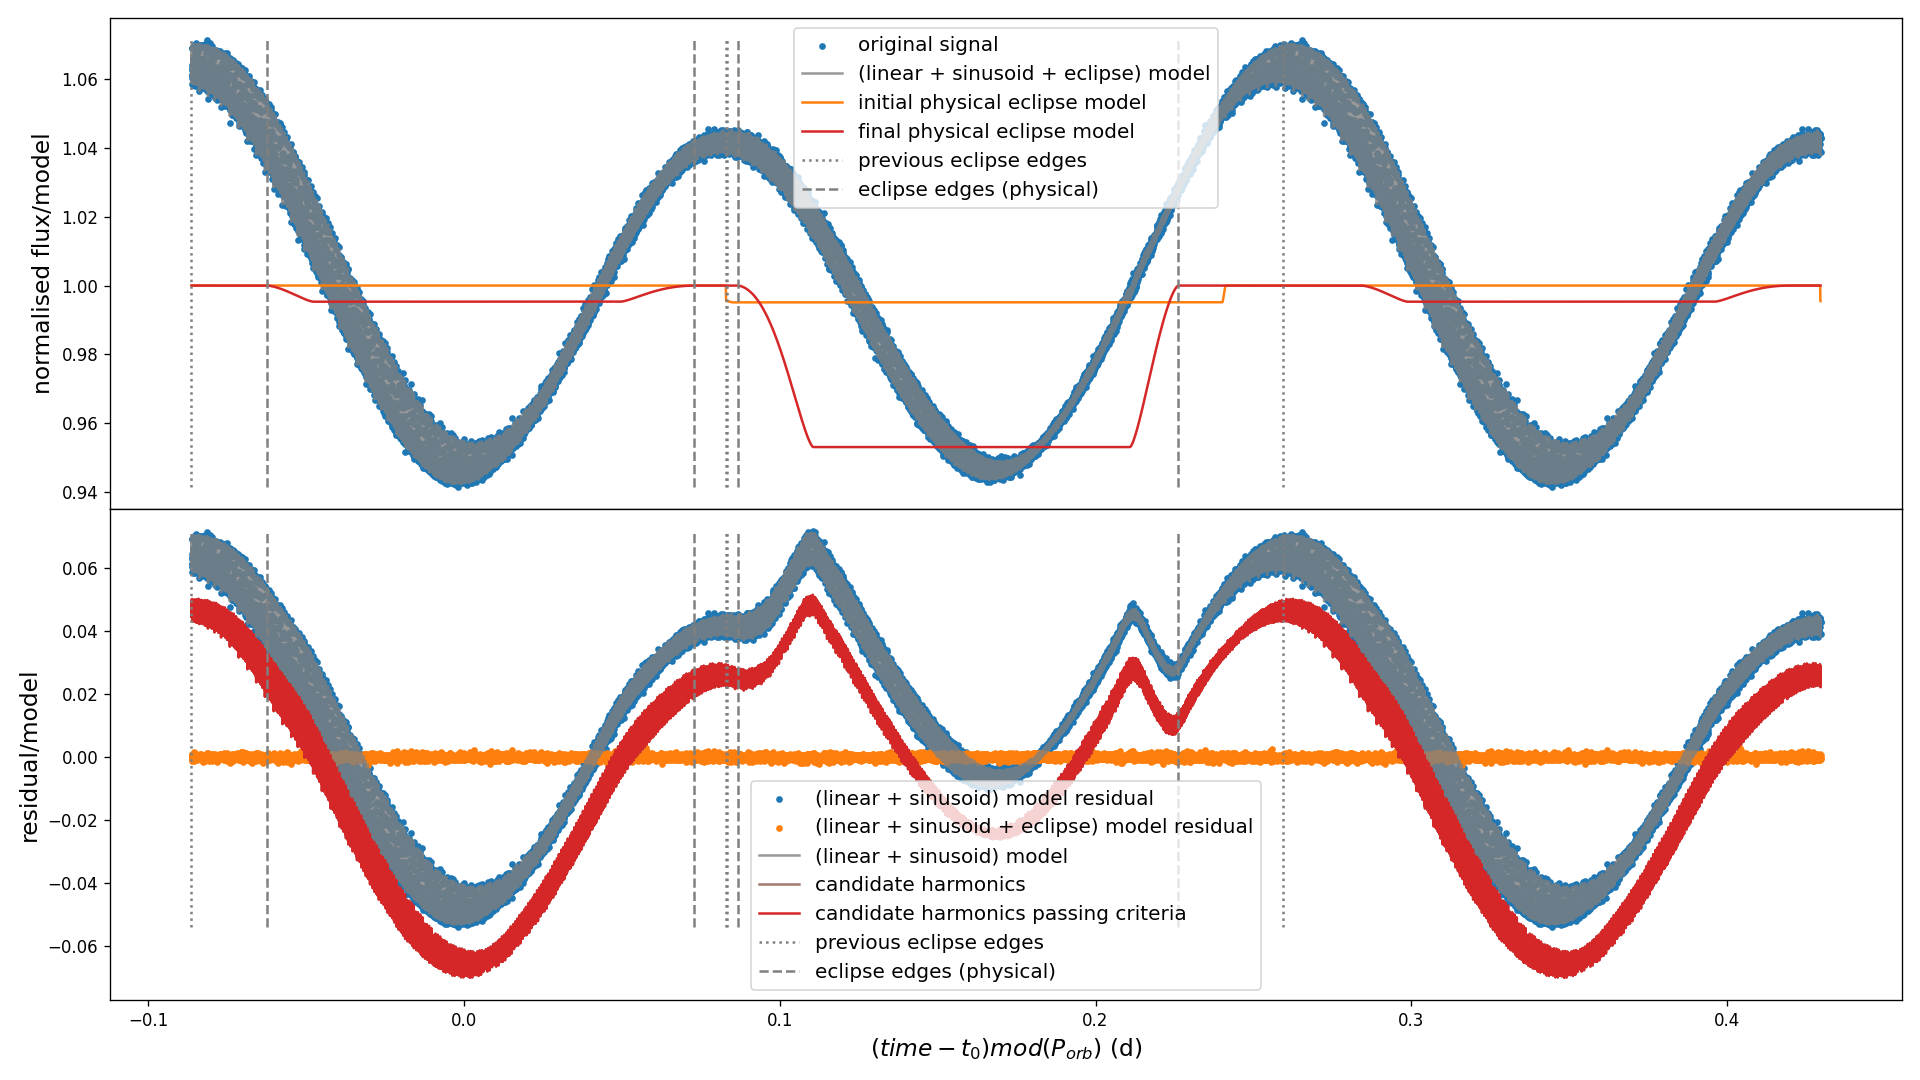 original signal
(linear + sinusoid + eclipse) model
initial physical eclipse model
final physical eclipse model
previous eclipse edges
eclipse edges (physical)
normalised flux/model
1.06
1.04
1.02
1.00
0.98
0.96
0.94
residual/model
0.06
0.04
0.02
0.00
−0.02
−0.04
−0.06
(linear + sinusoid) model residual
(linear + sinusoid + eclipse) model residual
(linear + sinusoid) model
candidate harmonics
candidate harmonics passing criteria
previous eclipse edges
eclipse edges (physical)
−0.1 0.0 0.1 0.2 0.3 0.4
(time − t₀)mod(P_orb) (d)